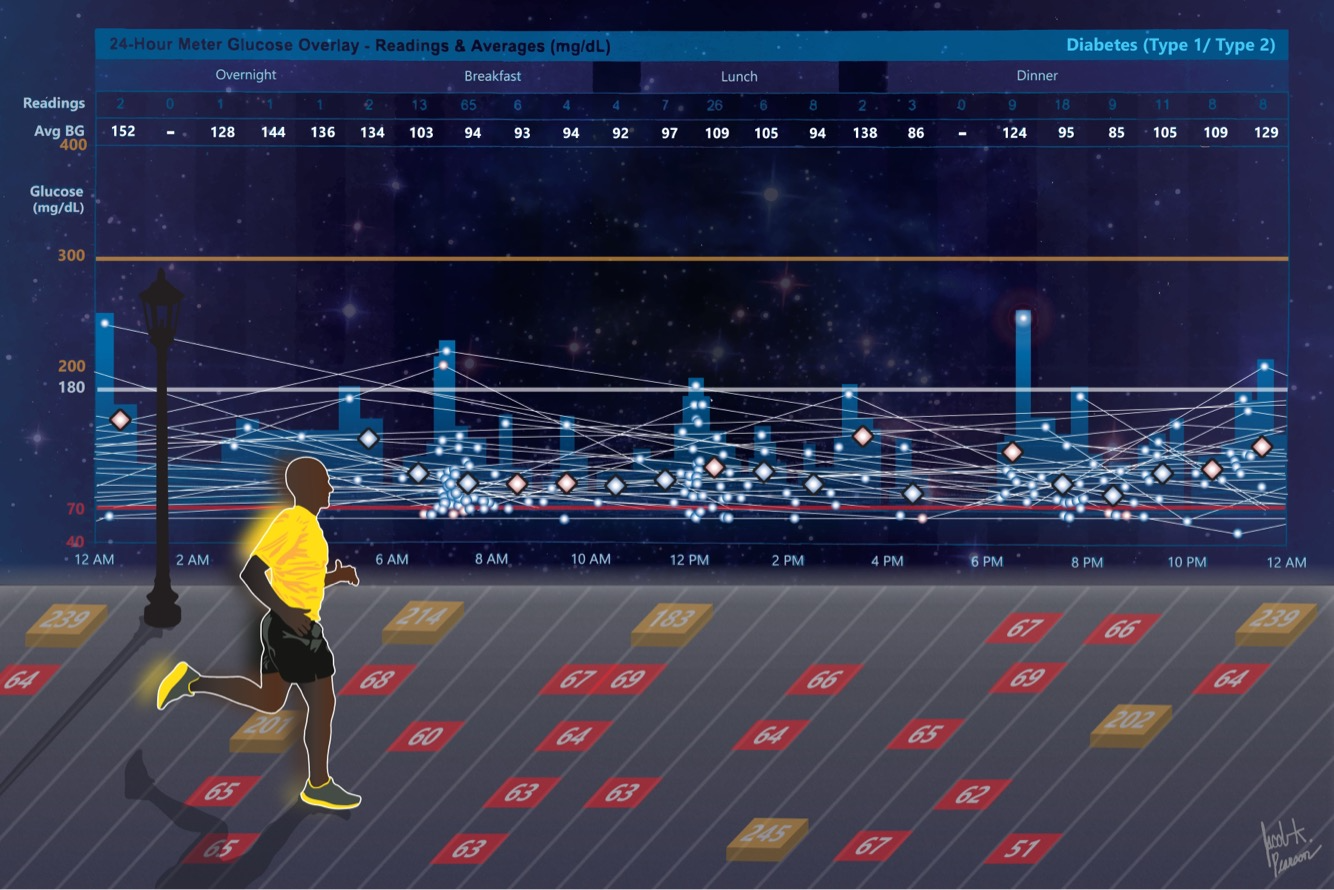 24-Hour Meter Glucose Overlay - Readings & Averages (mg/dL) Diabetes (Type 1/ Type 2)
Overnight Breakfast Lunch Dinner
Readings 2 0 1 1 1 2 13 65 6 4 4 7 26 6 8 2 3 0 9 18 9 11 8 8
Avg BG 152 – 128 144 136 134 103 94 93 94 92 97 109 105 94 138 86 – 124 95 85 105 109 129
400
Glucose
(mg/dL)
300
200
180
70
40
12 AM 2 AM 6 AM 8 AM 10 AM 12 PM 2 PM 4 PM 6 PM 8 PM 10 PM 12 AM
239 214 183 67 66 239
64 68 67 69 66 69 64
201 60 64 64 65 202
65 63 63 62
65 63 245 67 51
Jacob K.
Pearson